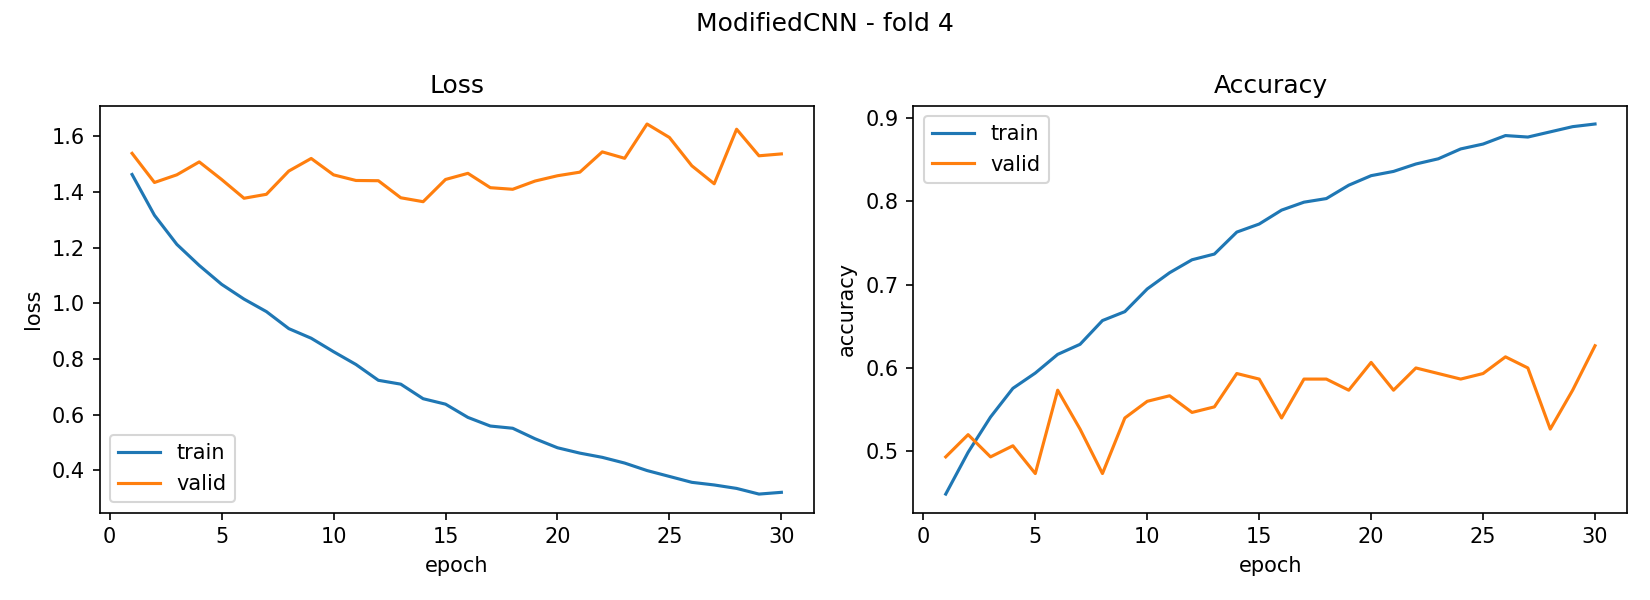 ModifiedCNN - fold 4
Loss
loss
1.6
1.4
1.2
1.0
0.8
0.6
0.4
train
valid
0 5 10 15 20 25 30
epoch
Accuracy
accuracy
0.9
0.8
0.7
0.6
0.5
train
valid
0 5 10 15 20 25 30
epoch